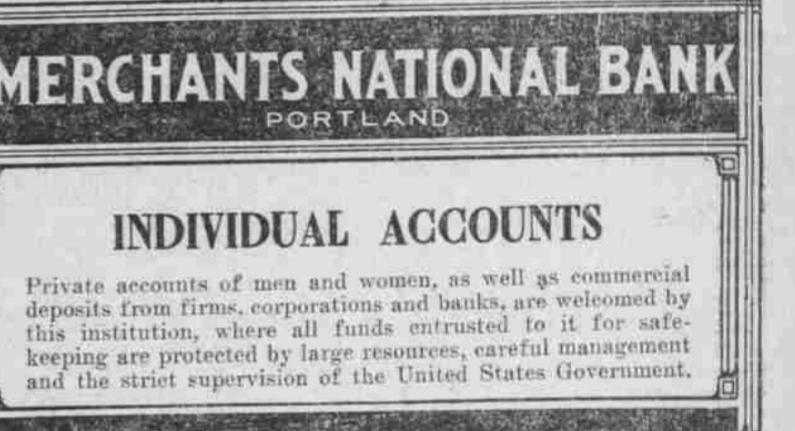 MERCHANTS NATIONAL BANK
PORTLAND
INDIVIDUAL ACCOUNTS
Private accounts of men and women, as well as commercial
deposits from firms, corporations and banks, are welcomed by
this institution, where all funds entrusted to it for safe-
keeping are protected by large resources, careful management
and the strict supervision of the United States Government.